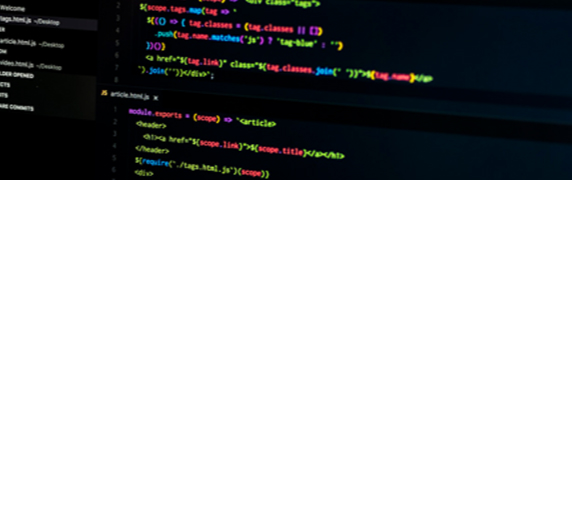 Welcome
tags.html.js ~/Desktop
article.html.js ~/Desktop
ides.html.js ~/Desktop
LDER OPENED
ARE COMMITS
2
3
4
5
6
7
8
<div class="tags">
${scope.tags.map(tag => `
${(() => { tag.classes = (tag.classes || [])
.push(tag.name.matches('js') ? 'tag-blue' : '')
})()}
<a href="${tag.link}" class="${tag.classes.join(' ')}">${tag.name}</a>
`).join('')}</div>`;
JS article.html.js ×
1 module.exports = (scope) => `<article>
2 <header>
3 <h1><a href="${scope.link}">${scope.title}</a></h1>
4 </header>
5 ${require('./tags.html.js')(scope)}
6 <div>